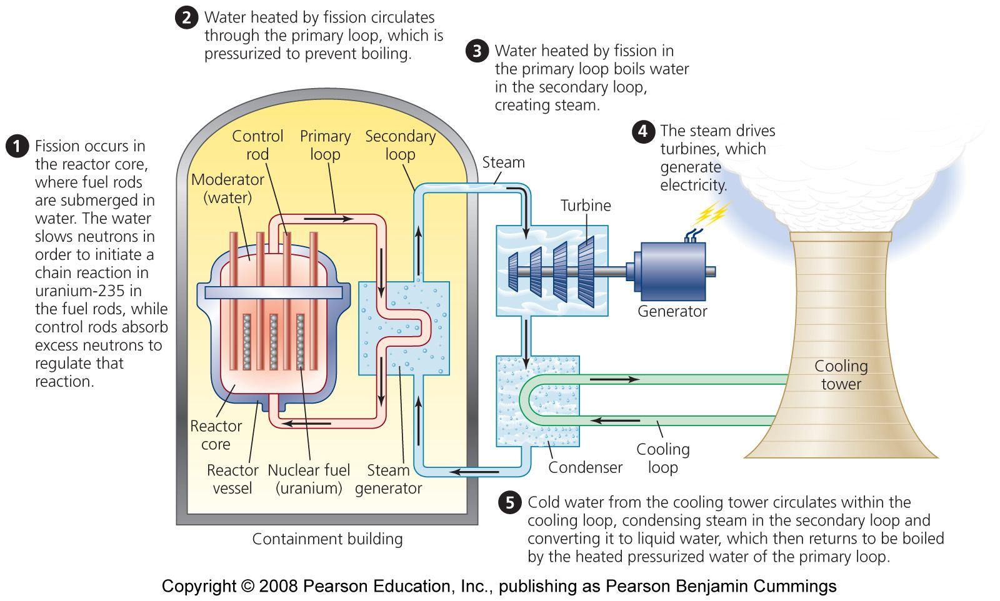 2 Water heated by fission circulates
through the primary loop, which is
pressurized to prevent boiling.
3 Water heated by fission in
the primary loop boils water
in the secondary loop,
creating steam.
4 The steam drives
turbines, which
generate
electricity.
1 Fission occurs in
the reactor core,
where fuel rods
are submerged in
water. The water
slows neutrons in
order to initiate a
chain reaction in
uranium-235 in
the fuel rods, while
control rods absorb
excess neutrons to
regulate that
reaction.
Control
rod
Primary
loop
Secondary
loop
Moderator
(water)
Steam
Turbine
Generator
Cooling
tower
Reactor
core
Reactor
vessel
Nuclear fuel
(uranium)
Steam
generator
Condenser
Cooling
loop
Containment building
5 Cold water from the cooling tower circulates within the
cooling loop, condensing steam in the secondary loop and
converting it to liquid water, which then returns to be boiled
by the heated pressurized water of the primary loop.
Copyright © 2008 Pearson Education, Inc., publishing as Pearson Benjamin Cummings